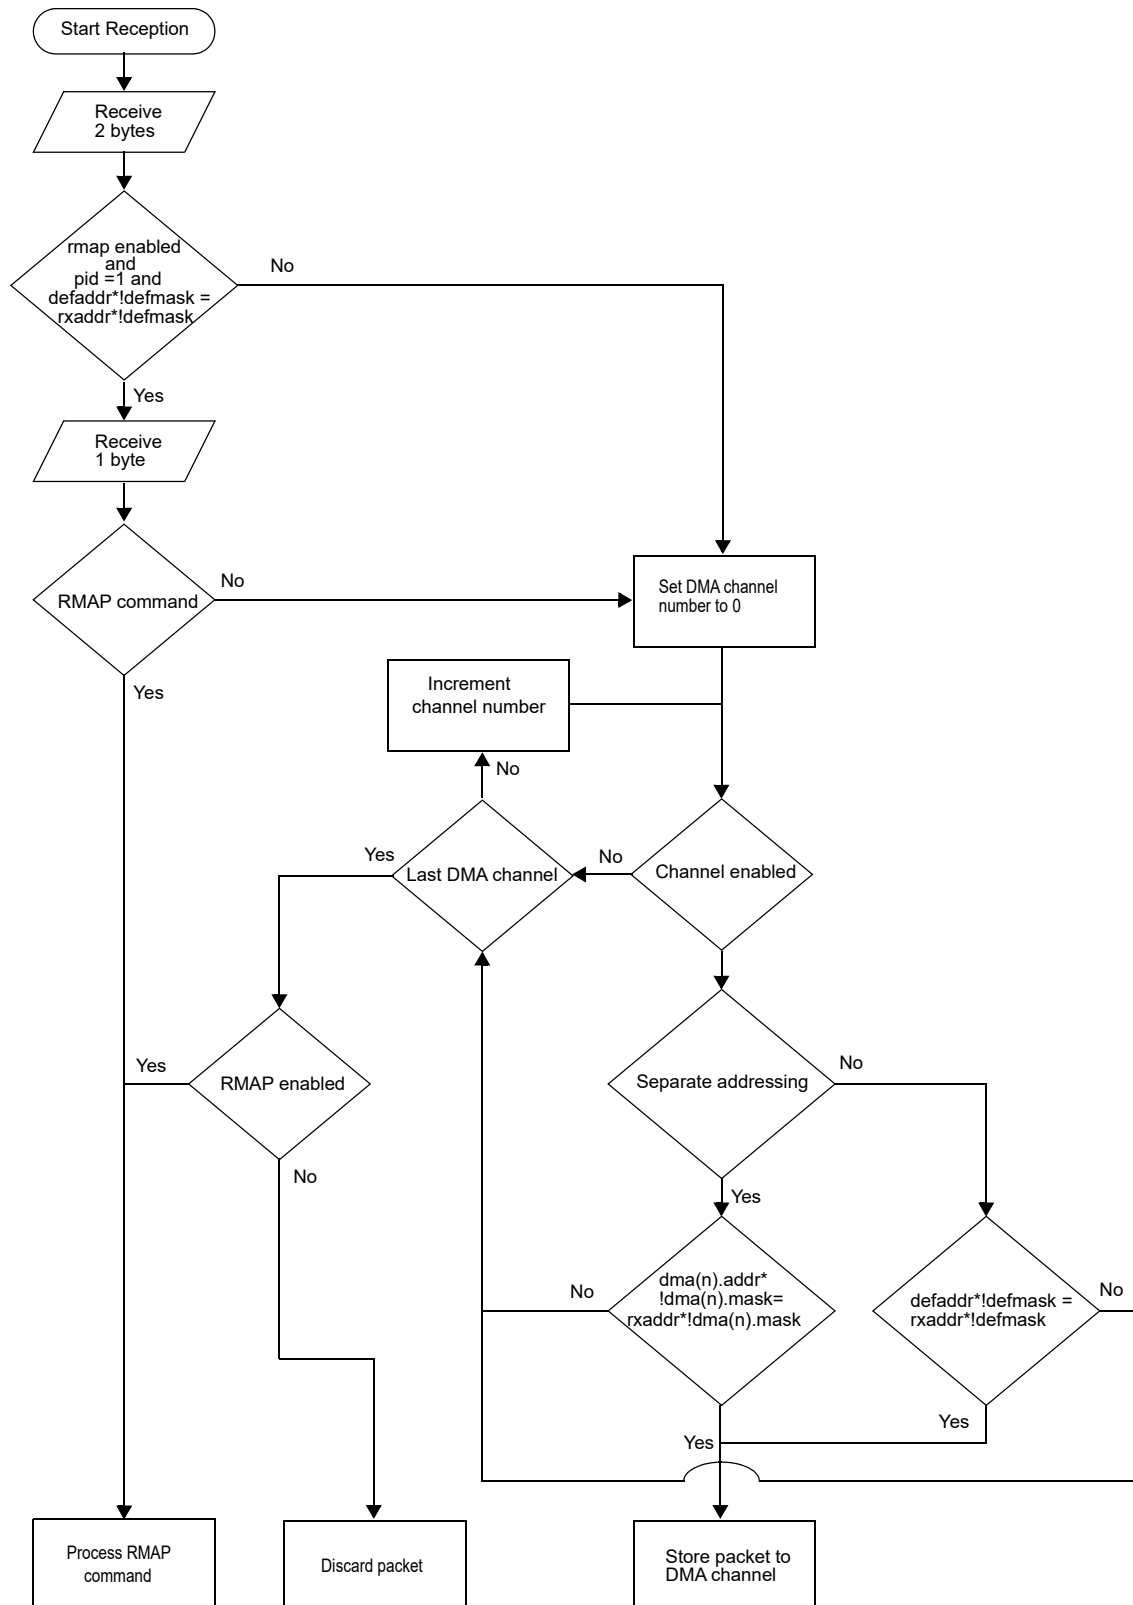 Start Reception
Receive
2 bytes
rmap enabled
and
pid =1 and
defaddr*!defmask =
rxaddr*!defmask
No
Yes
Receive
1 byte
RMAP command
No
Yes
Set DMA channel
number to 0
Increment
channel number
No
Last DMA channel
Yes
No
Channel enabled
RMAP enabled
Yes
No
Separate addressing
No
Yes
dma(n).addr*
!dma(n).mask=
rxaddr*!dma(n).mask
No
Yes
defaddr*!defmask =
rxaddr*!defmask
No
Yes
Process RMAP
command
Discard packet
Store packet to
DMA channel